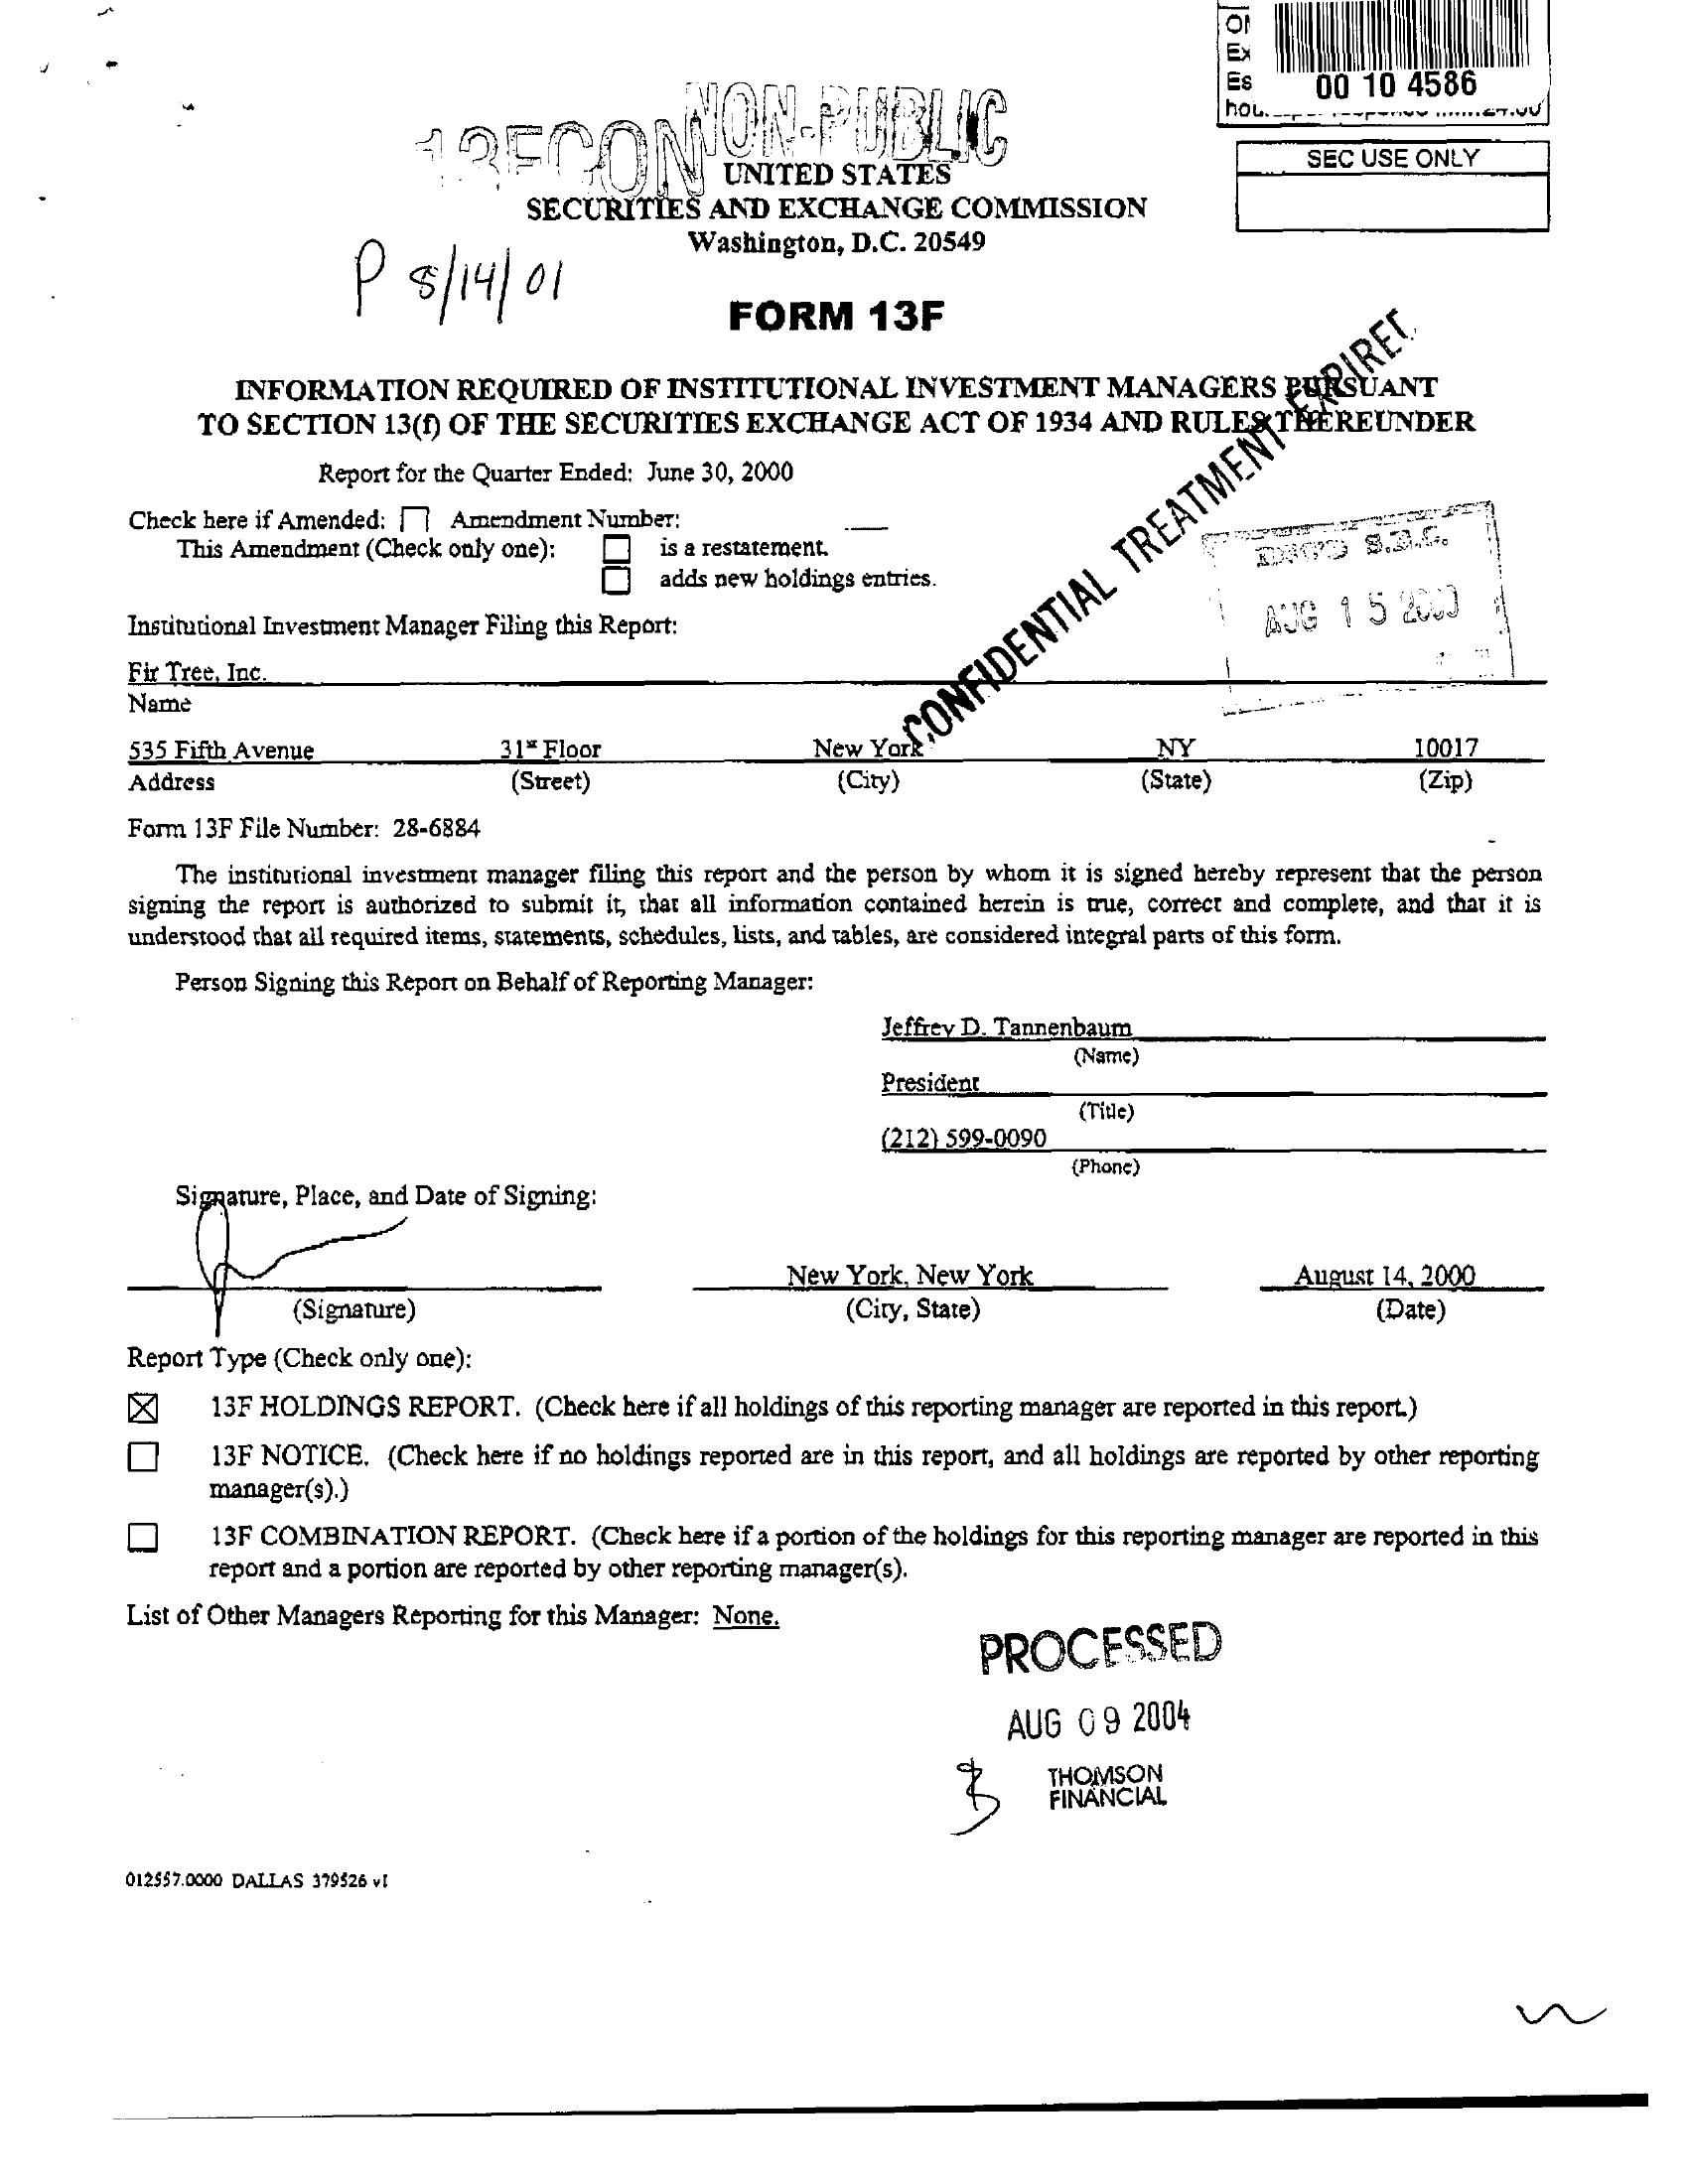 00 10 4586
SEC USE ONLY
13FCON NON-PUBLIC
UNITED STATES
SECURITIES AND EXCHANGE COMMISSION
Washington, D.C. 20549
P 8/14/01
FORM 13F
INFORMATION REQUIRED OF INSTITUTIONAL INVESTMENT MANAGERS PURSUANT
TO SECTION 13(f) OF THE SECURITIES EXCHANGE ACT OF 1934 AND RULES THEREUNDER
CONFIDENTIAL TREATMENT EXPIRED
Report for the Quarter Ended: June 30, 2000
Check here if Amended: Amendment Number:
This Amendment (Check only one): is a restatement.
adds new holdings entries.
S.E.C.
AUG 15 2000
Institutional Investment Manager Filing this Report:
Fir Tree, Inc.
Name
535 Fifth Avenue 31st Floor New York NY 10017
Address (Street) (City) (State) (Zip)
Form 13F File Number: 28-6884
The institutional investment manager filing this report and the person by whom it is signed hereby represent that the person
signing the report is authorized to submit it, that all information contained herein is true, correct and complete, and that it is
understood that all required items, statements, schedules, lists, and tables, are considered integral parts of this form.
Person Signing this Report on Behalf of Reporting Manager:
Jeffrey D. Tannenbaum
(Name)
President
(Title)
(212) 599-0090
(Phone)
Signature, Place, and Date of Signing:
New York, New York August 14, 2000
(Signature) (City, State) (Date)
Report Type (Check only one):
13F HOLDINGS REPORT. (Check here if all holdings of this reporting manager are reported in this report.)
13F NOTICE. (Check here if no holdings reported are in this report, and all holdings are reported by other reporting
manager(s).)
13F COMBINATION REPORT. (Check here if a portion of the holdings for this reporting manager are reported in this
report and a portion are reported by other reporting manager(s).
List of Other Managers Reporting for this Manager: None.
PROCESSED
AUG 09 2004
THOMSON
FINANCIAL
012557.0000 DALLAS 379526 v1